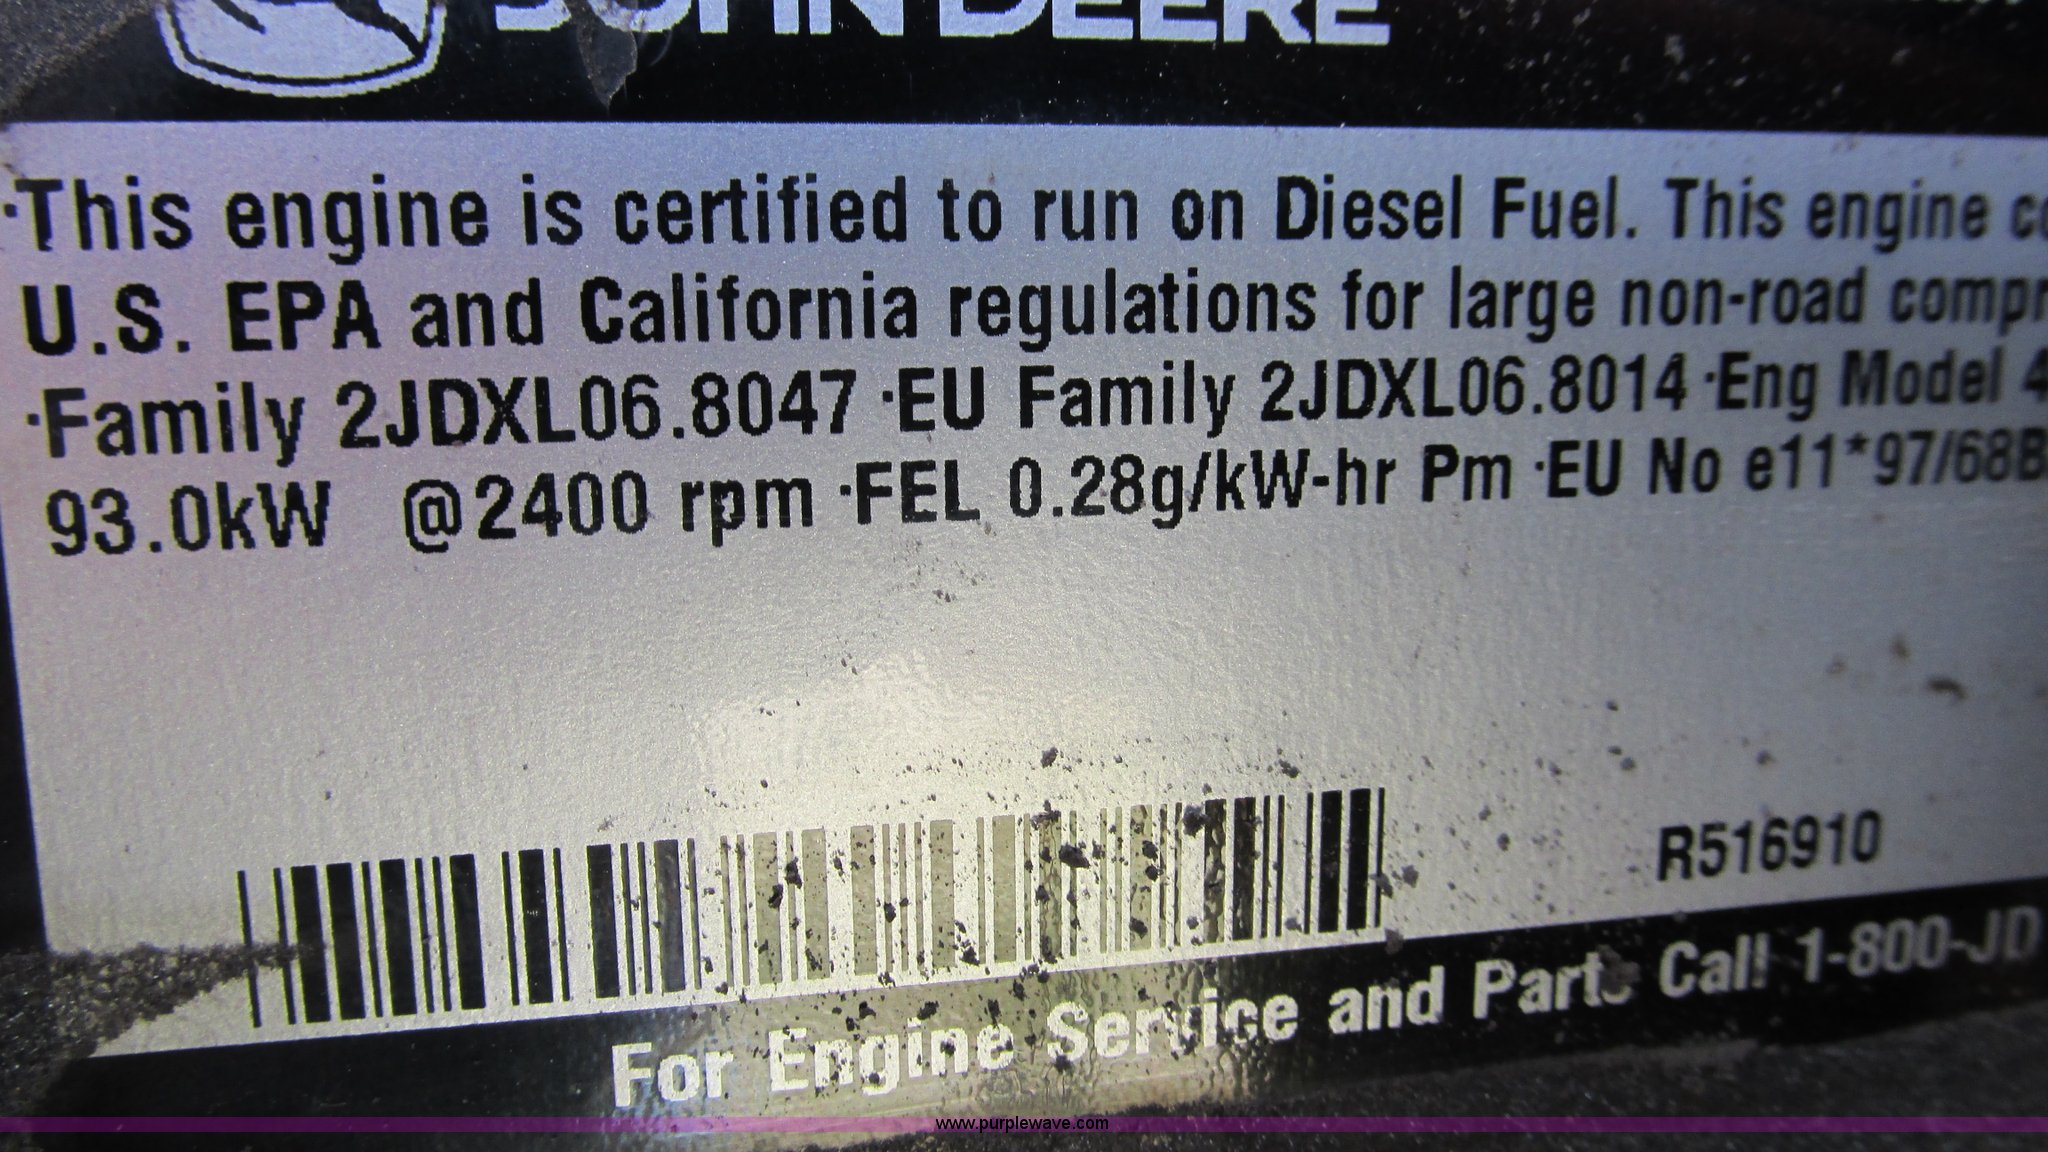 JOHN DEERE
·This engine is certified to run on Diesel Fuel. This engine
U.S. EPA and California regulations for large non-road
·Family 2JDXL06.8047 ·EU Family 2JDXL06.8014 ·Eng Model
93.0kW @2400 rpm ·FEL 0.28g/kW-hr Pm ·EU No e11*97/68B
R516910
For Engine Service and Parts Call 1-800-JD
www.purplewave.com